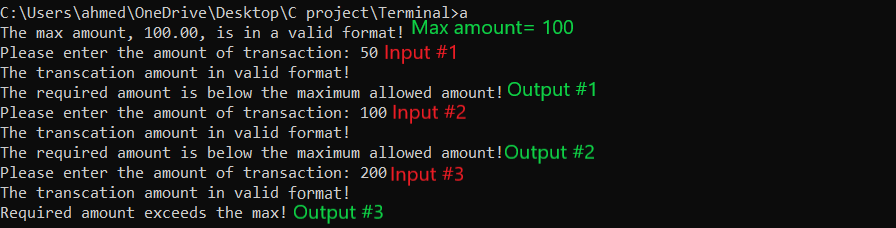 C:\Users\ahmed\OneDrive\Desktop\C project\Terminal>a
The max amount, 100.00, is in a valid format! Max amount= 100
Please enter the amount of transaction: 50 Input #1
The transcation amount in valid format!
The required amount is below the maximum allowed amount! Output #1
Please enter the amount of transaction: 100 Input #2
The transcation amount in valid format!
The required amount is below the maximum allowed amount! Output #2
Please enter the amount of transaction: 200 Input #3
The transcation amount in valid format!
Required amount exceeds the max! Output #3